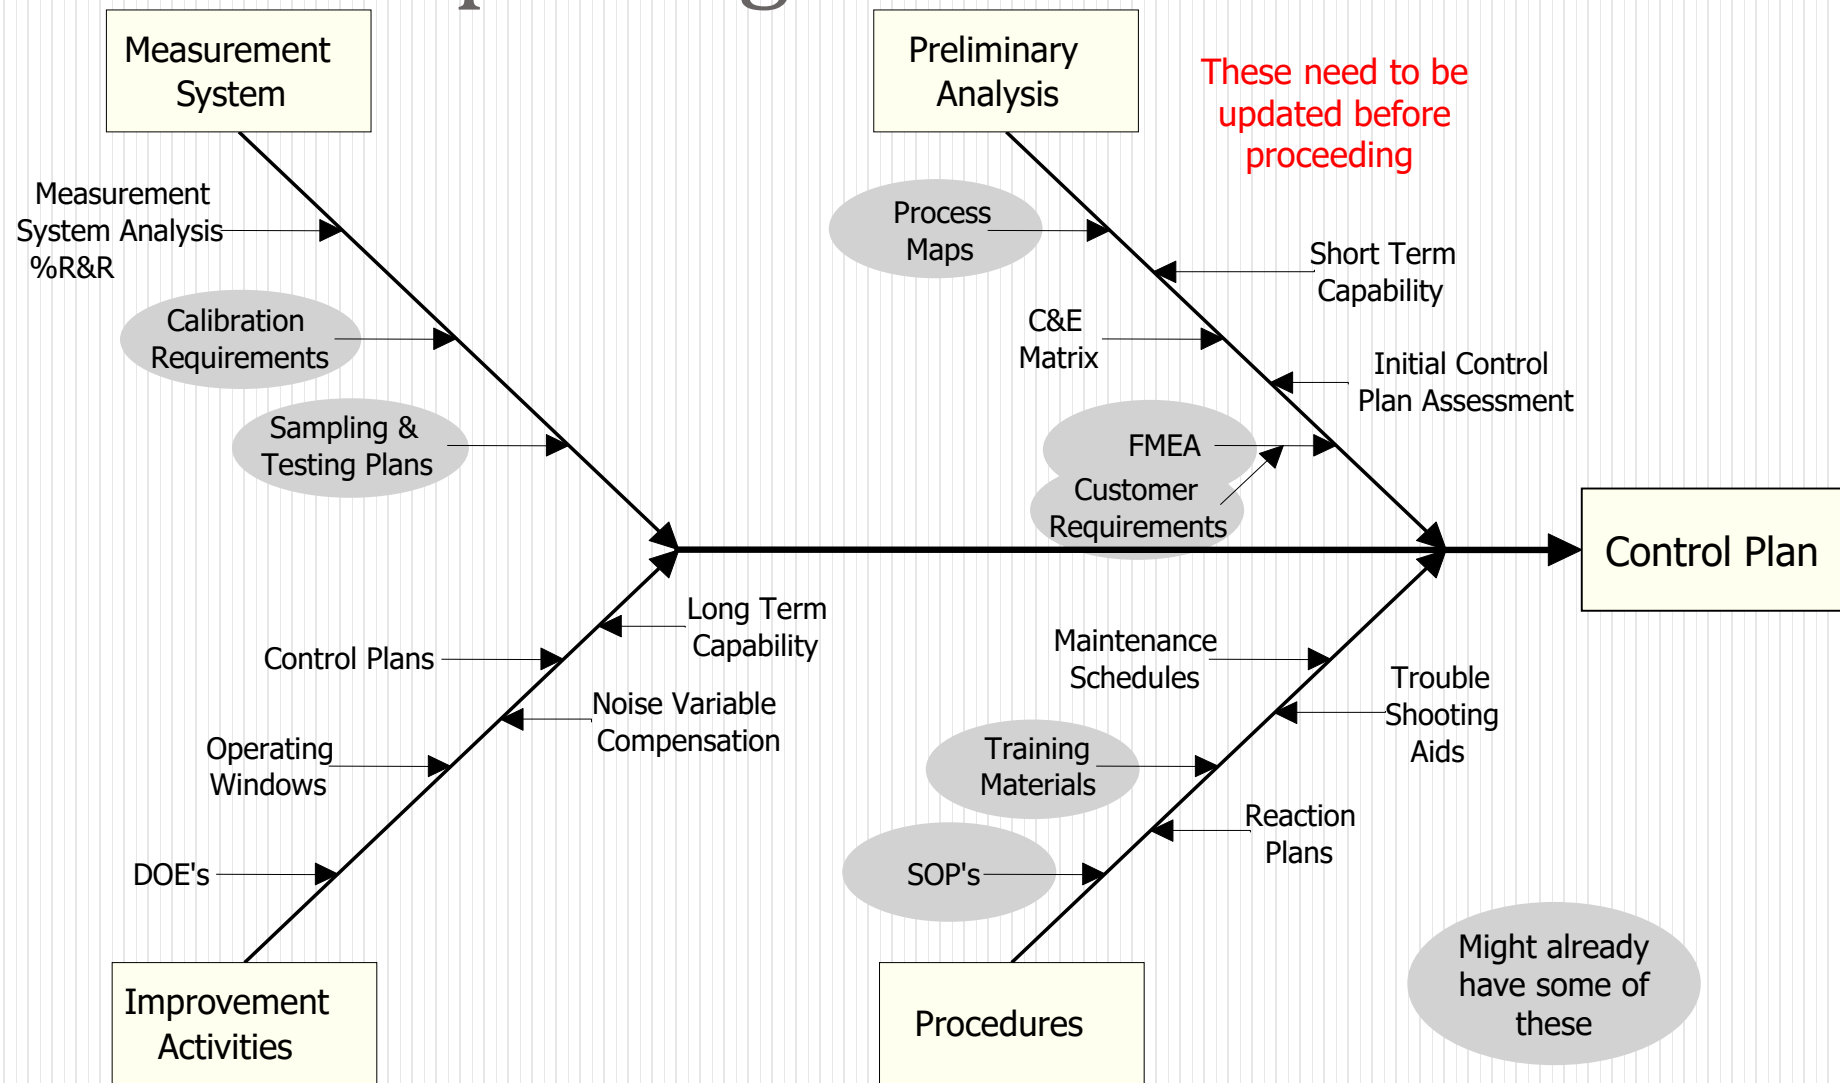 Measurement
System
Preliminary
Analysis
These need to be
updated before
proceeding
Measurement
System Analysis
%R&R
Calibration
Requirements
Sampling &
Testing Plans
Process
Maps
Short Term
Capability
C&E
Matrix
Initial Control
Plan Assessment
FMEA
Customer
Requirements
Control Plan
Long Term
Capability
Control Plans
Noise Variable
Compensation
Operating
Windows
DOE's
Maintenance
Schedules
Trouble
Shooting
Aids
Training
Materials
Reaction
Plans
SOP's
Improvement
Activities
Procedures
Might already
have some of
these